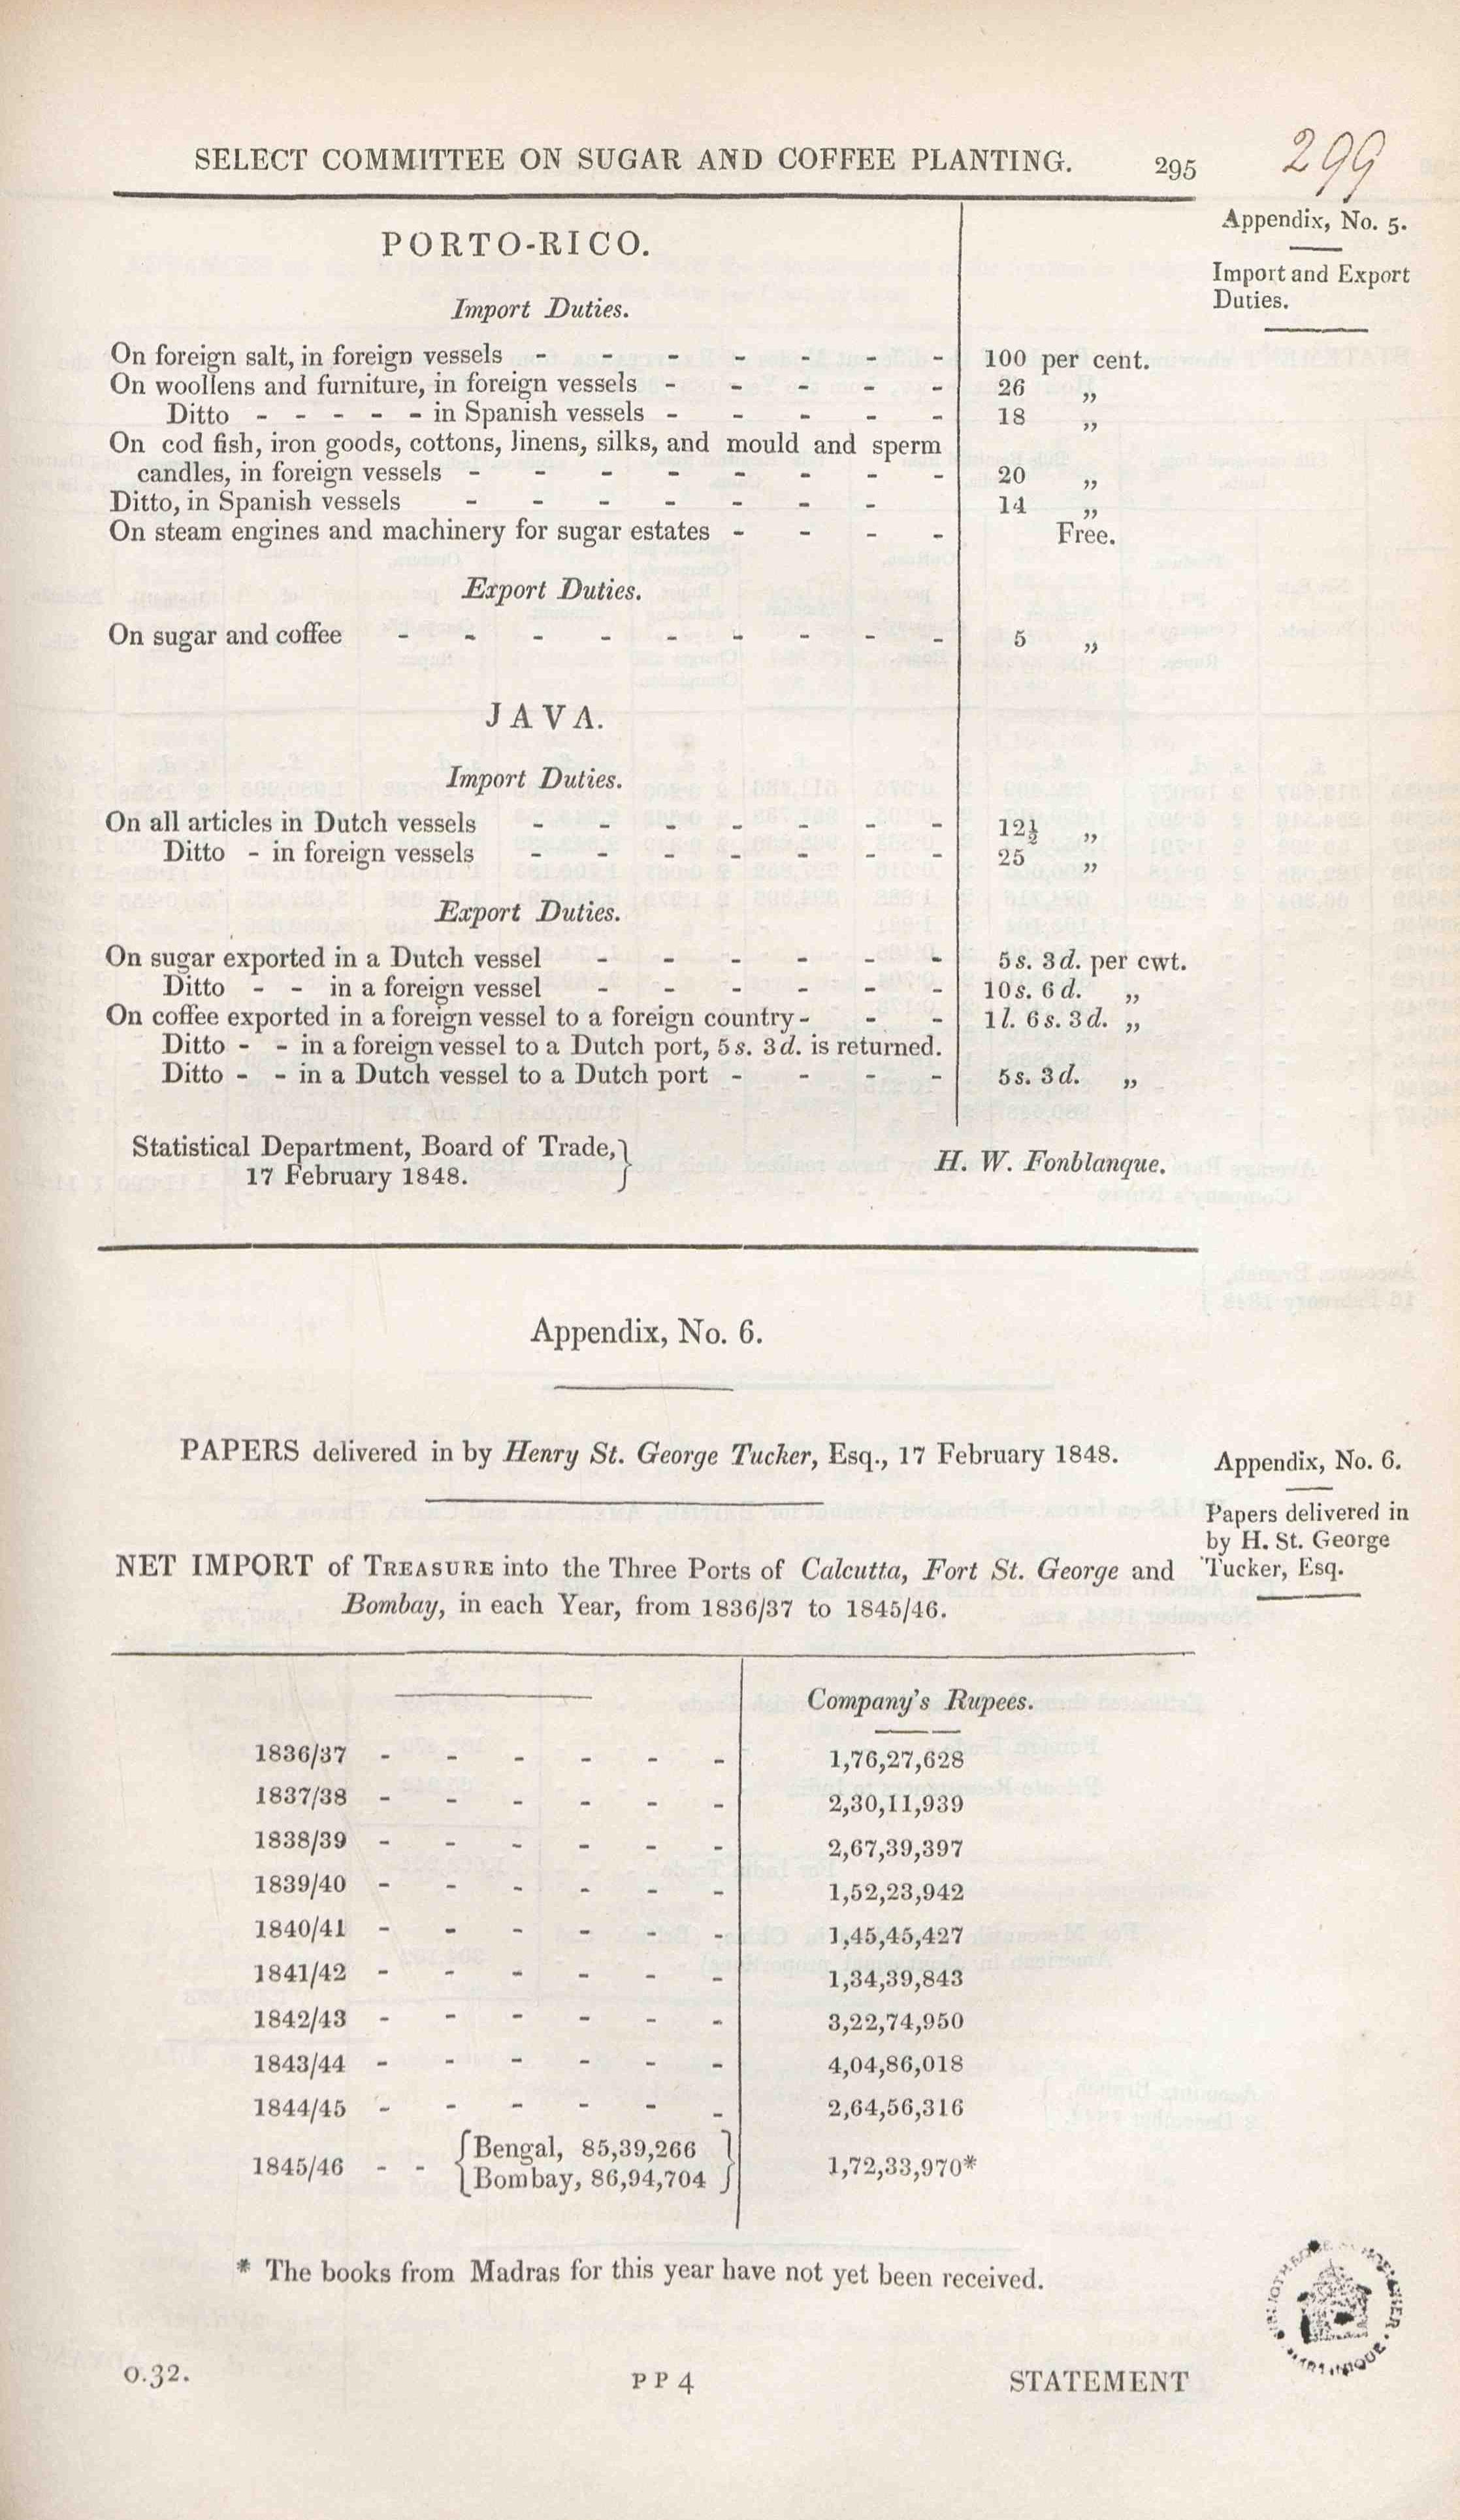 SELECT COMMITTEE ON SUGAR AND COFFEE PLANTING. 295 299
Appendix, No. 5.
Import and Export
Duties.
PORTO-RICO.
Import Duties.
On foreign salt, in foreign vessels - - - - - - - 100 per cent.
On woollens and furniture, in foreign vessels - - - - - 26 „
Ditto - - - - - in Spanish vessels - - - - - 18 „
On cod fish, iron goods, cottons, linens, silks, and mould and sperm
candles, in foreign vessels - - - - - - - - 20 „
Ditto, in Spanish vessels - - - - - - - 14 „
On steam engines and machinery for sugar estates - - - - Free.
Export Duties.
On sugar and coffee - - - - - - - - - 5 „
JAVA.
Import Duties.
On all articles in Dutch vessels - - - - - - - 12½ „
Ditto - in foreign vessels - - - - - - - 25 „
Export Duties.
On sugar exported in a Dutch vessel - - - - - - 5s. 3d. per cwt.
Ditto - - in a foreign vessel - - - - - - 10s. 6d. „
On coffee exported in a foreign vessel to a foreign country - - - 1l. 6s. 3d. „
Ditto - - in a foreign vessel to a Dutch port, 5s. 3d. is returned.
Ditto - - in a Dutch vessel to a Dutch port - - - - 5s. 3d. „
Statistical Department, Board of Trade,}
17 February 1848.
H. W. Fonblanque.
Appendix, No. 6.
PAPERS delivered in by Henry St. George Tucker, Esq., 17 February 1848.
Appendix, No. 6.
Papers delivered in
by H. St. George
Tucker, Esq.
NET IMPORT of TREASURE into the Three Ports of Calcutta, Fort St. George and
Bombay, in each Year, from 1836/37 to 1845/46.
Company's Rupees.
1836/37 - - - - - - 1,76,27,628
1837/38 - - - - - - 2,30,11,939
1838/39 - - - - - - 2,67,39,397
1839/40 - - - - - - 1,52,23,942
1840/41 - - - - - - 1,45,45,427
1841/42 - - - - - - 1,34,39,843
1842/43 - - - - - - 3,22,74,950
1843/44 - - - - - - 4,04,86,018
1844/45 - - - - - - 2,64,56,316
1845/46 - - {Bengal, 85,39,266
Bombay, 86,94,704} 1,72,33,970*
* The books from Madras for this year have not yet been received.
0.32. PP4 STATEMENT